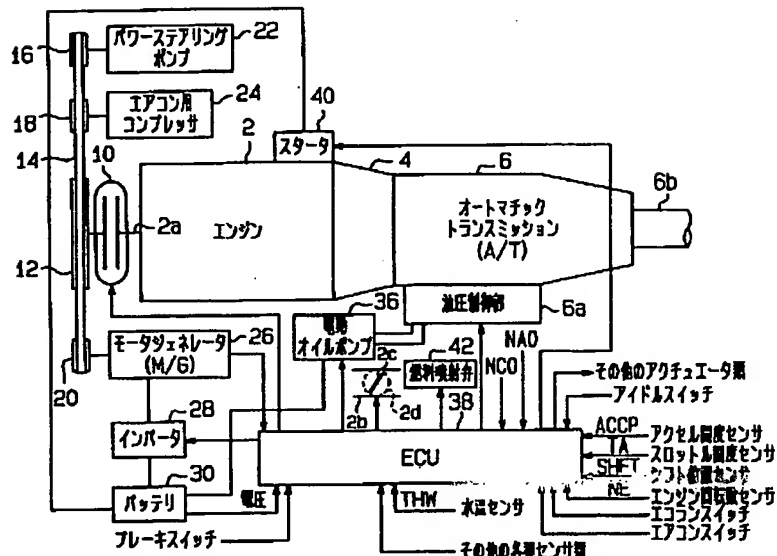 16
パワーステアリング
ポンプ
22
18
エアコン用
コンプレッサ
24
14
10
2
40
スタータ
4
6
6b
2a
エンジン
オートマチック
トランスミッション
(A/T)
12
油圧制御部
6a
36
電動
オイルポンプ
20
モータジェネレータ
(M/G)
26
2c
42
燃料噴射弁
NAO
NCO
その他のアクチュエータ類
アイドルスイッチ
28
インバータ
2b
2d
38
ECU
ACCP
アクセル開度センサ
TA
スロットル開度センサ
SHFT
シフト位置センサ
NE
エンジン回転数センサ
30
バッテリ
電圧
THW
水温センサ
エコランスイッチ
エアコンスイッチ
ブレーキスイッチ
その他の各種センサ類